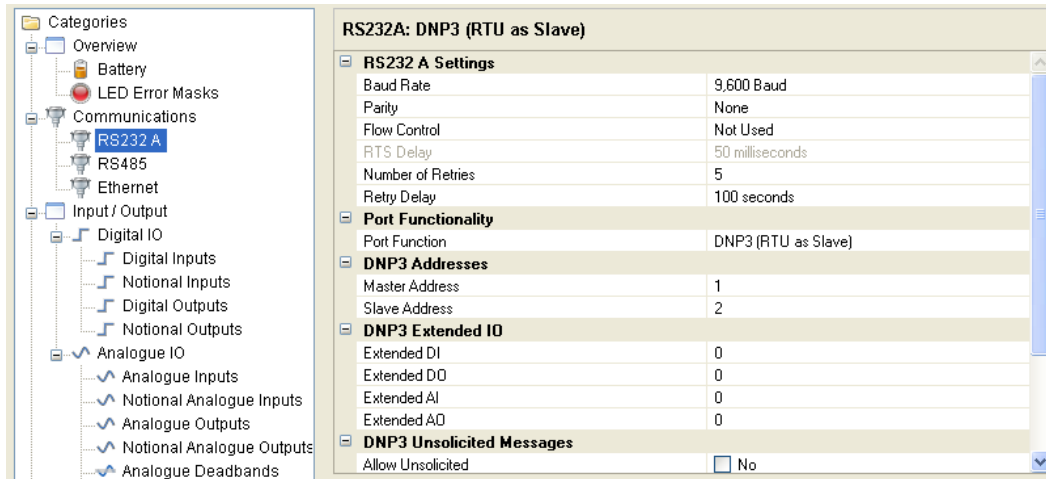 Categories
Overview
Battery
LED Error Masks
Communications
RS232 A
RS485
Ethernet
Input / Output
Digital IO
Digital Inputs
Notional Inputs
Digital Outputs
Notional Outputs
Analogue IO
Analogue Inputs
Notional Analogue Inputs
Analogue Outputs
Notional Analogue Outputs
Analogue Deadbands
RS232A: DNP3 (RTU as Slave)
RS232 A Settings
Baud Rate 9,600 Baud
Parity None
Flow Control Not Used
RTS Delay 50 milliseconds
Number of Retries 5
Retry Delay 100 seconds
Port Functionality
Port Function DNP3 (RTU as Slave)
DNP3 Addresses
Master Address 1
Slave Address 2
DNP3 Extended IO
Extended DI 0
Extended DO 0
Extended AI 0
Extended AO 0
DNP3 Unsolicited Messages
Allow Unsolicited No